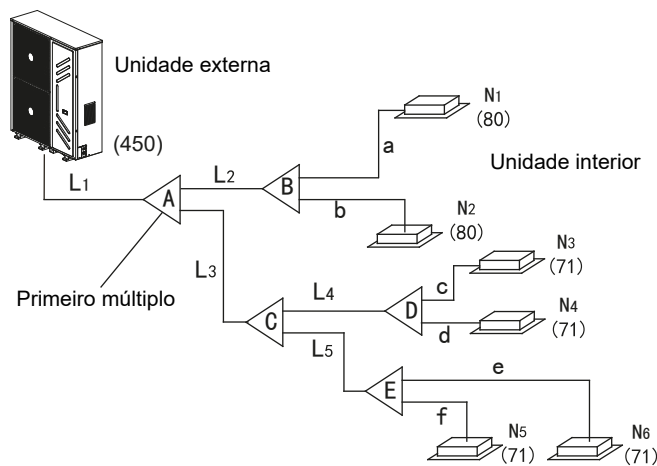 Unidade externa
(450)
N1
(80)
a
Unidade interior
L1
L2
A
B
b
N2
(80)
Primeiro múltiplo
L3
N3
(71)
c
L4
D
C
d
N4
(71)
L5
E
e
f
N5
(71)
N6
(71)